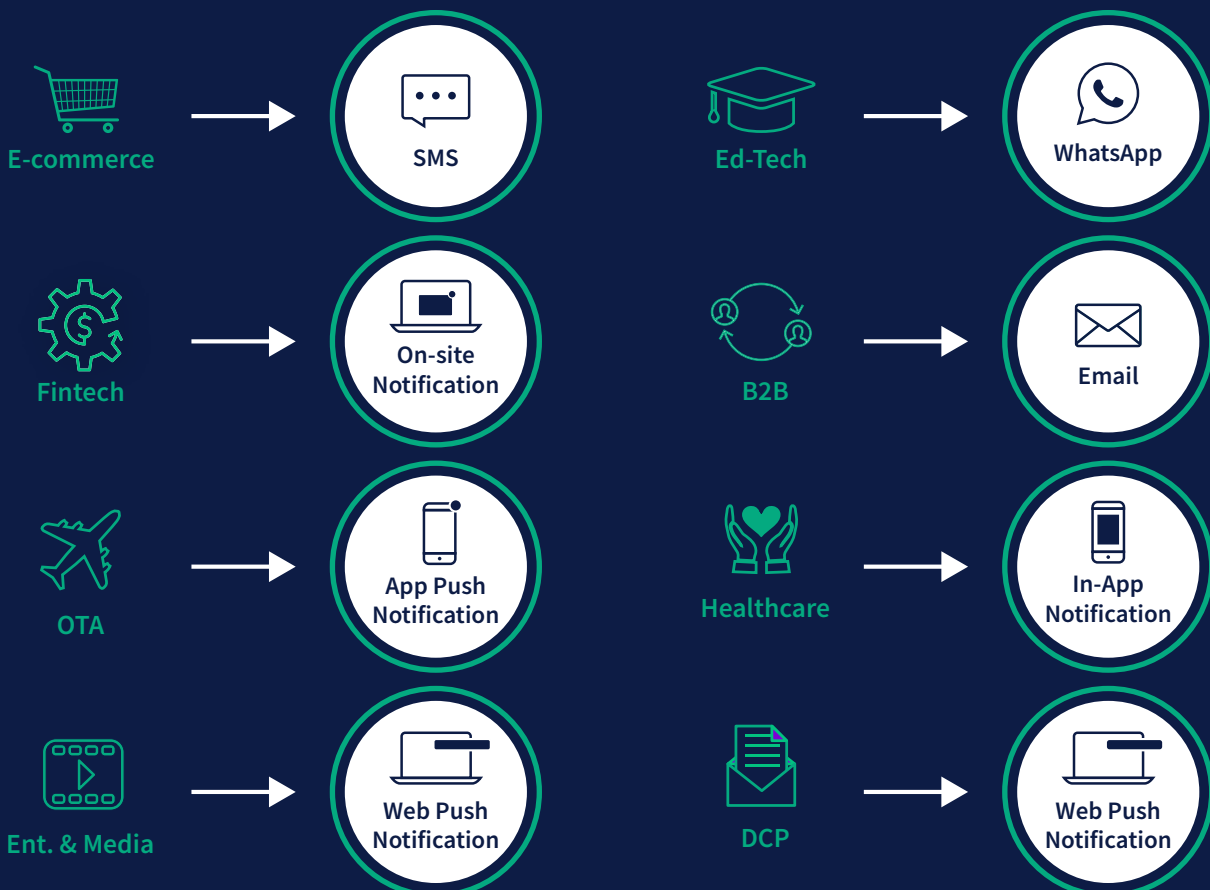 E-commerce
SMS
Ed-Tech
WhatsApp
Fintech
On-site
Notification
B2B
Email
OTA
App Push
Notification
Healthcare
In-App
Notification
Ent. & Media
Web Push
Notification
DCP
Web Push
Notification